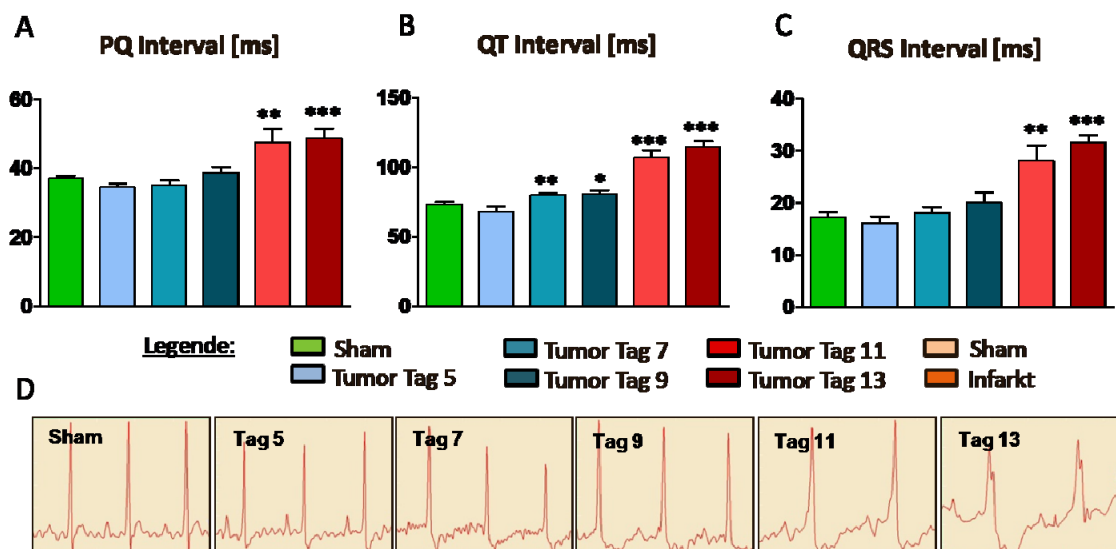 A
PQ Interval [ms]
60
40
20
0
** ***
B
QT Interval [ms]
150
100
50
0
** * *** ***
C
QRS Interval [ms]
40
30
20
10
0
** ***
Legende:
Sham
Tumor Tag 5
Tumor Tag 7
Tumor Tag 9
Tumor Tag 11
Tumor Tag 13
Sham
Infarkt
D
Sham
Tag 5
Tag 7
Tag 9
Tag 11
Tag 13